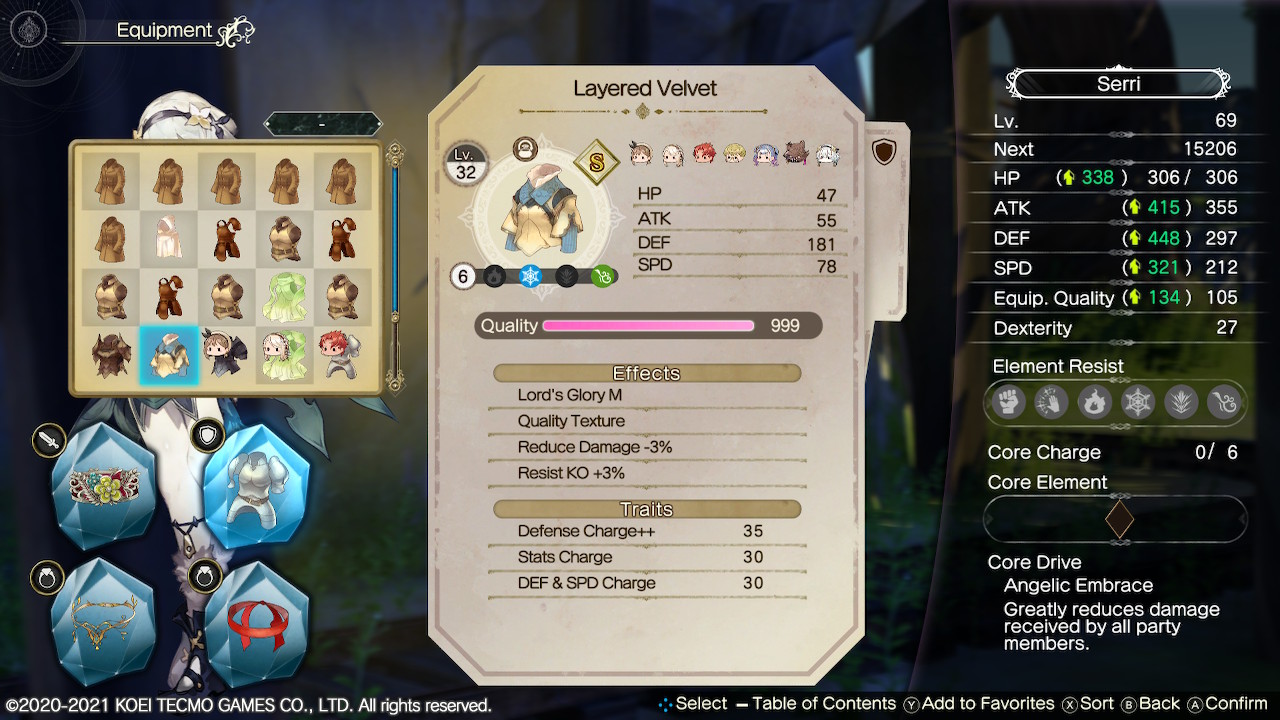 Equipment
-
Layered Velvet
Lv.
32
S
HP 47
ATK 55
DEF 181
SPD 78
6
Quality 999
Effects
Lord's Glory M
Quality Texture
Reduce Damage -3%
Resist KO +3%
Traits
Defense Charge++ 35
Stats Charge 30
DEF & SPD Charge 30
Serri
Lv. 69
Next 15206
HP ( 338 ) 306 / 306
ATK ( 415 ) 355
DEF ( 448 ) 297
SPD ( 321 ) 212
Equip. Quality ( 134 ) 105
Dexterity 27
Element Resist
Core Charge 0/ 6
Core Element
Core Drive
Angelic Embrace
Greatly reduces damage
received by all party
members.
©2020-2021 KOEI TECMO GAMES CO., LTD. All rights reserved.
Select Table of Contents Y Add to Favorites X Sort B Back A Confirm